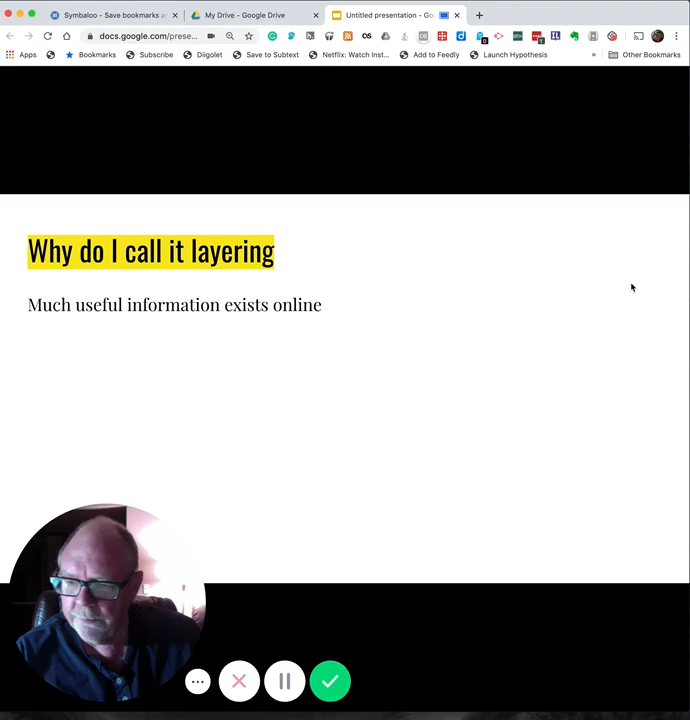 Symbaloo - Save bookmarks a
My Drive - Google Drive
Untitled presentation - Go
docs.google.com/prese...
Apps
Bookmarks
Subscribe
Diigolet
Save to Subtext
Netflix: Watch Inst...
Add to Feedly
Launch Hypothesis
»
Other Bookmarks
Why do I call it layering
Much useful information exists online